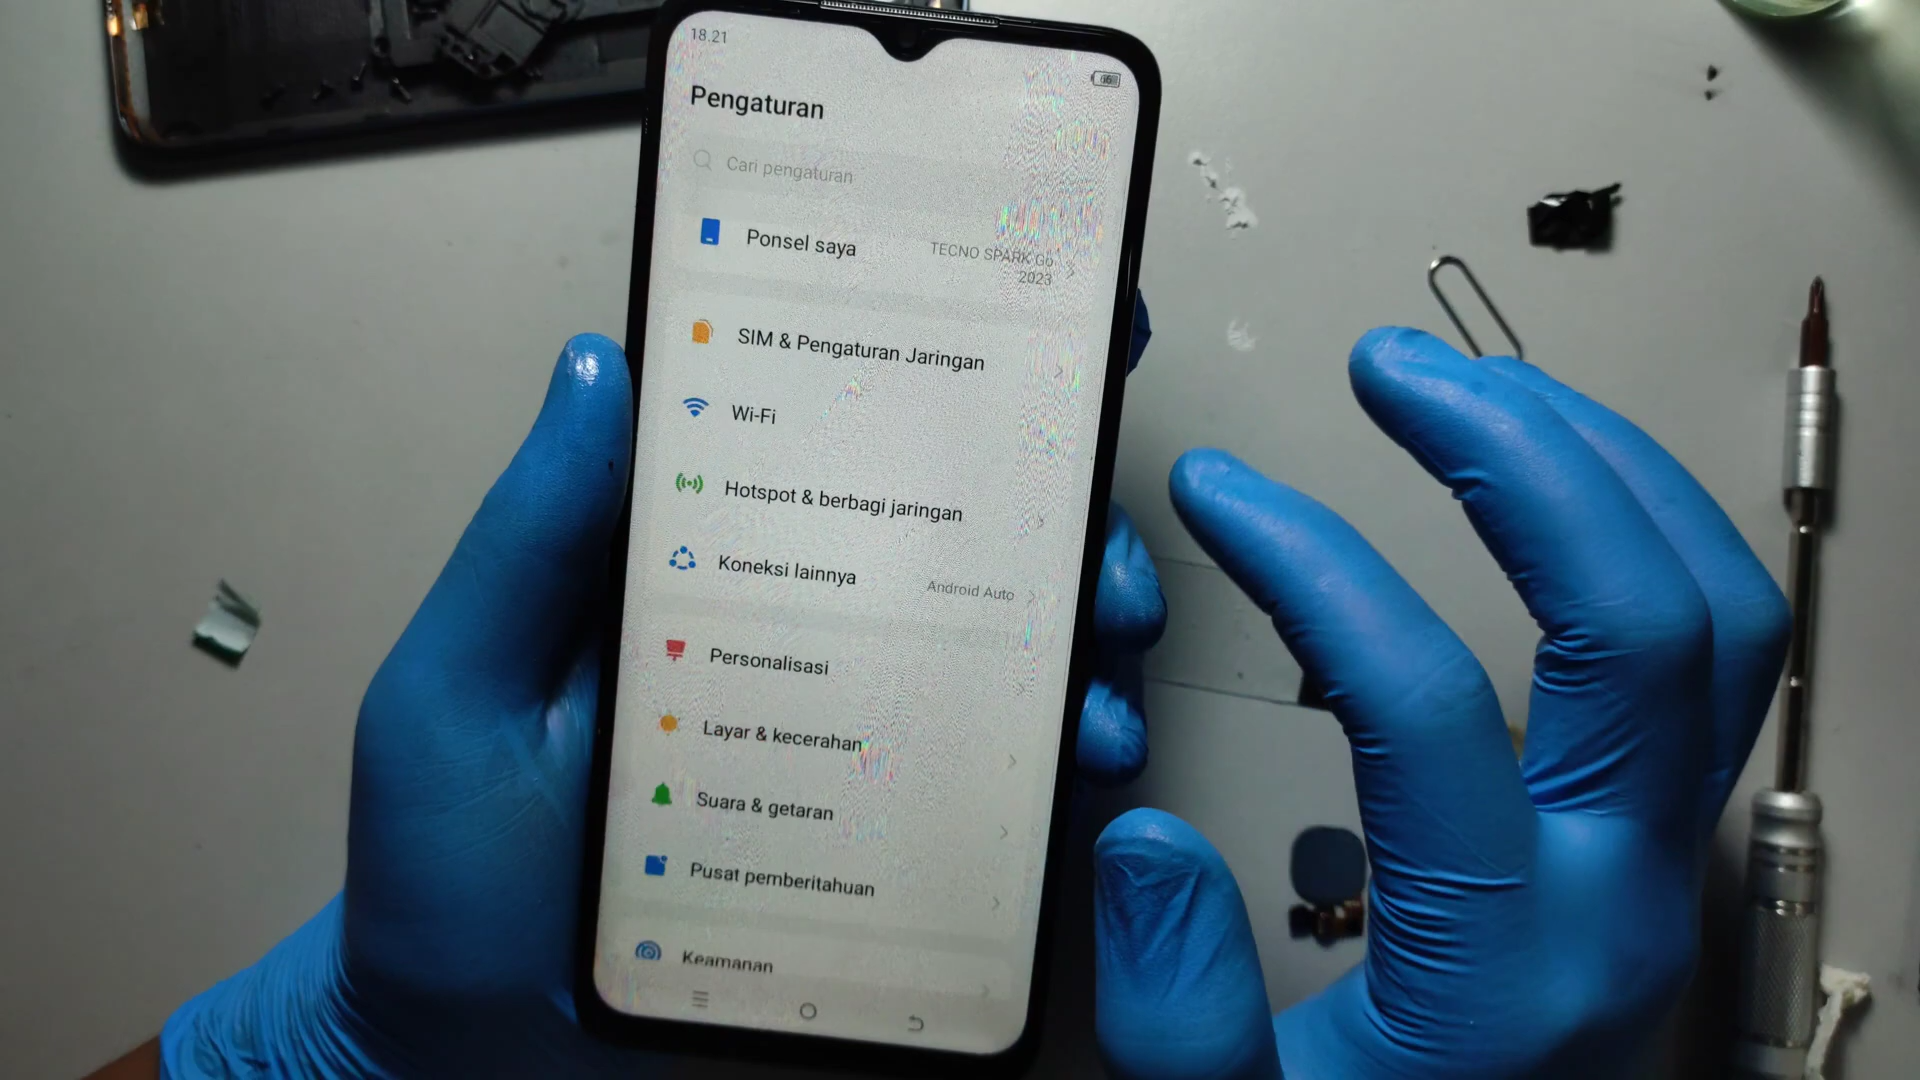 18.21
Pengaturan
Cari pengaturan
Ponsel saya
TECNO SPARK Go
2023
SIM & Pengaturan Jaringan
Wi-Fi
Hotspot & berbagi jaringan
Koneksi lainnya
Android Auto
Personalisasi
Layar & kecerahan
Suara & getaran
Pusat pemberitahuan
Keamanan